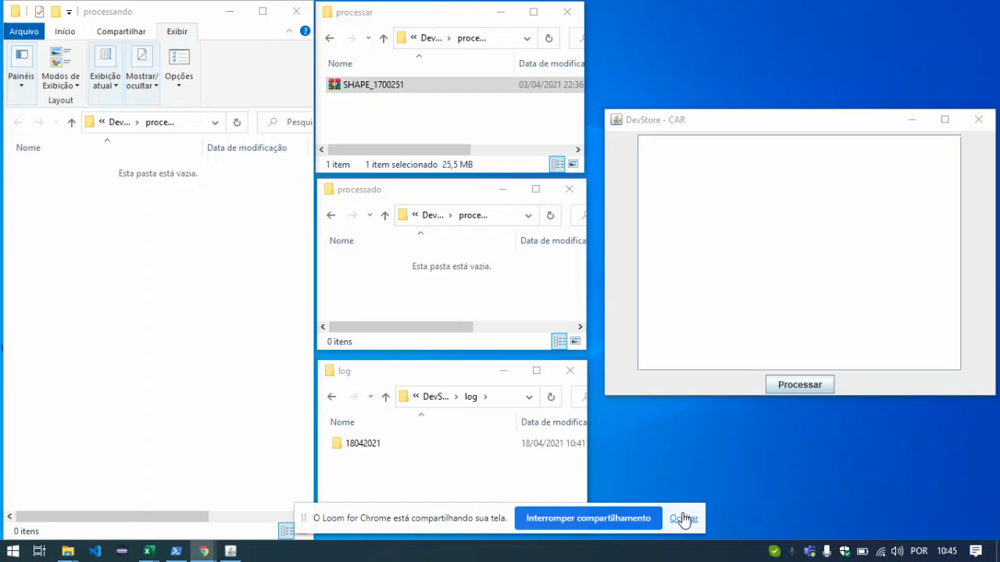 processando
Arquivo
Início
Compartilhar
Exibir
Painéis
Modos de Exibição
Exibição atual
Mostrar/ ocultar
Opções
Layout
« Dev... › proce...
Pesqui
Nome
Data de modificação
Esta pasta está vazia.
0 itens
processar
« Dev... › proce...
Nome
Data de modifica
SHAPE_1700251
03/04/2021 22:36
1 item
1 item selecionado 25,5 MB
processado
« Dev... › proce...
Nome
Data de modifica
Esta pasta está vazia.
0 itens
log
« DevS... › log ›
Nome
Data de modifica
18042021
18/04/2021 10:41
DevStore - CAR
Processar
O Loom for Chrome está compartilhando sua tela.
Interromper compartilhamento
POR
10:45